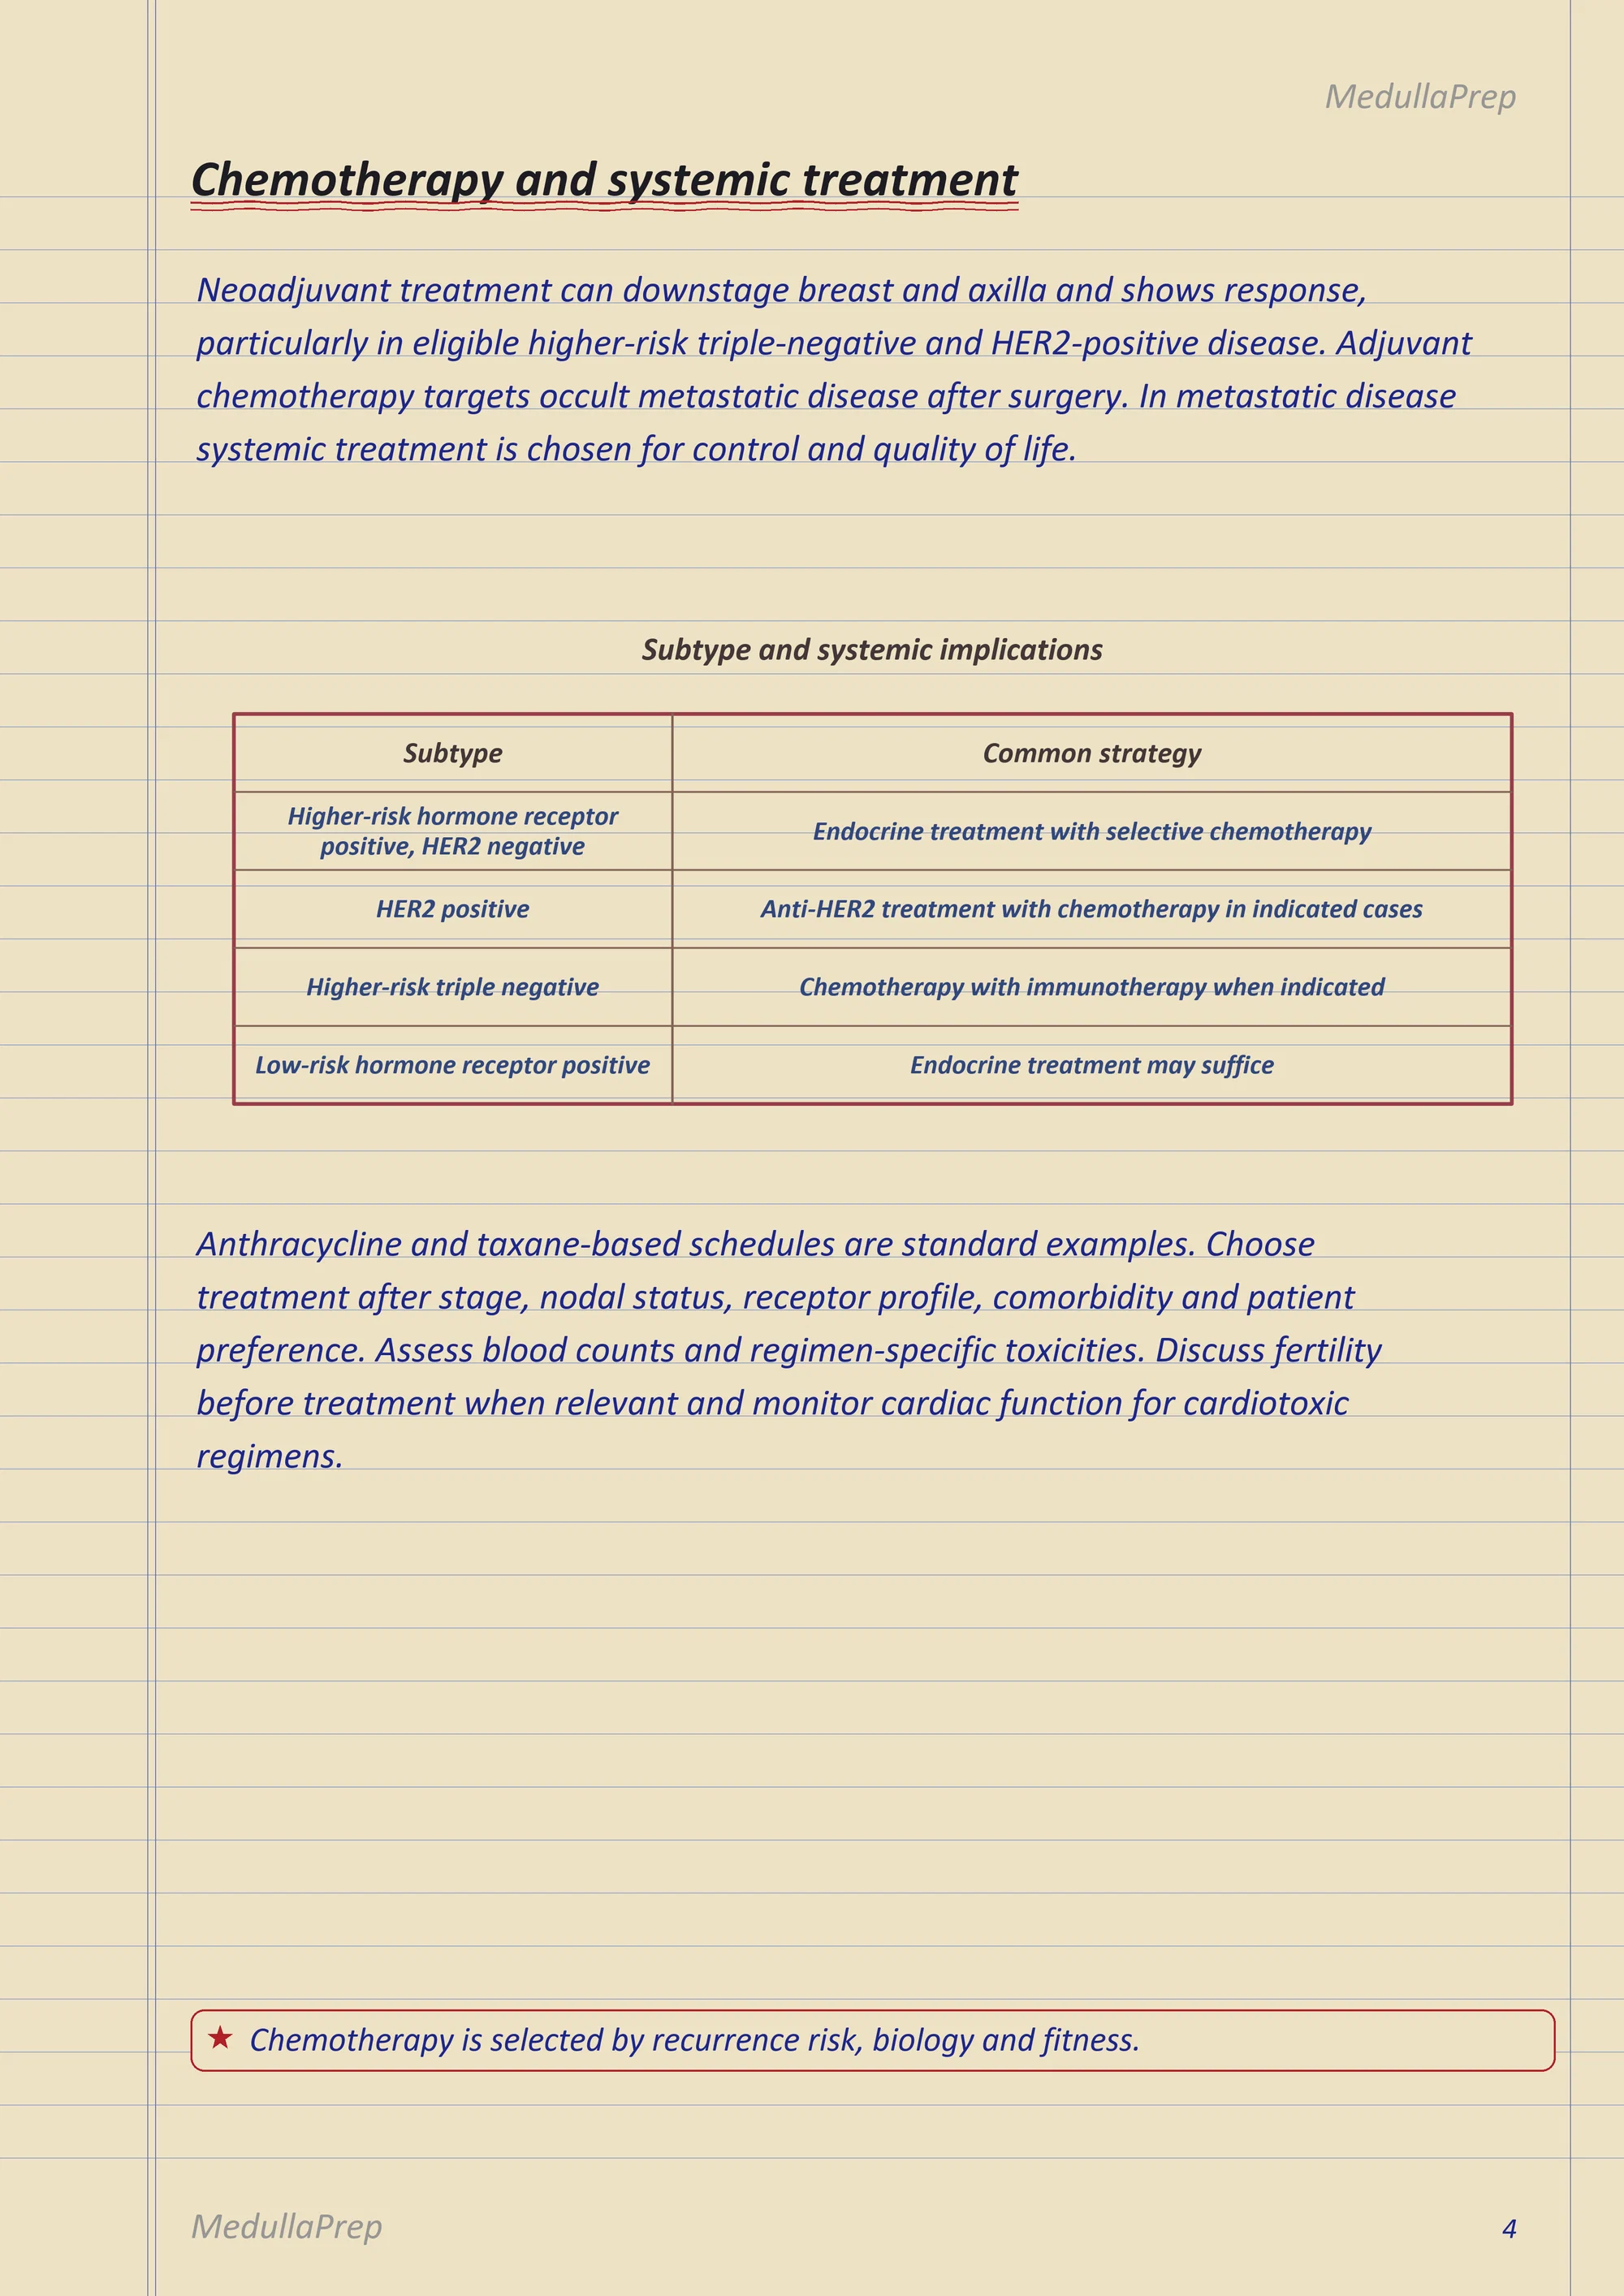 MedullaPrep
Chemotherapy and systemic treatment
Neoadjuvant treatment can downstage breast and axilla and shows response,
particularly in eligible higher-risk triple-negative and HER2-positive disease. Adjuvant
chemotherapy targets occult metastatic disease after surgery. In metastatic disease
systemic treatment is chosen for control and quality of life.
Subtype and systemic implications
Subtype
Common strategy
Higher-risk hormone receptor
positive, HER2 negative
Endocrine treatment with selective chemotherapy
HER2 positive
Anti-HER2 treatment with chemotherapy in indicated cases
Higher-risk triple negative
Chemotherapy with immunotherapy when indicated
Low-risk hormone receptor positive
Endocrine treatment may suffice
Anthracycline and taxane-based schedules are standard examples. Choose
treatment after stage, nodal status, receptor profile, comorbidity and patient
preference. Assess blood counts and regimen-specific toxicities. Discuss fertility
before treatment when relevant and monitor cardiac function for cardiotoxic
regimens.
★ Chemotherapy is selected by recurrence risk, biology and fitness.
MedullaPrep
4